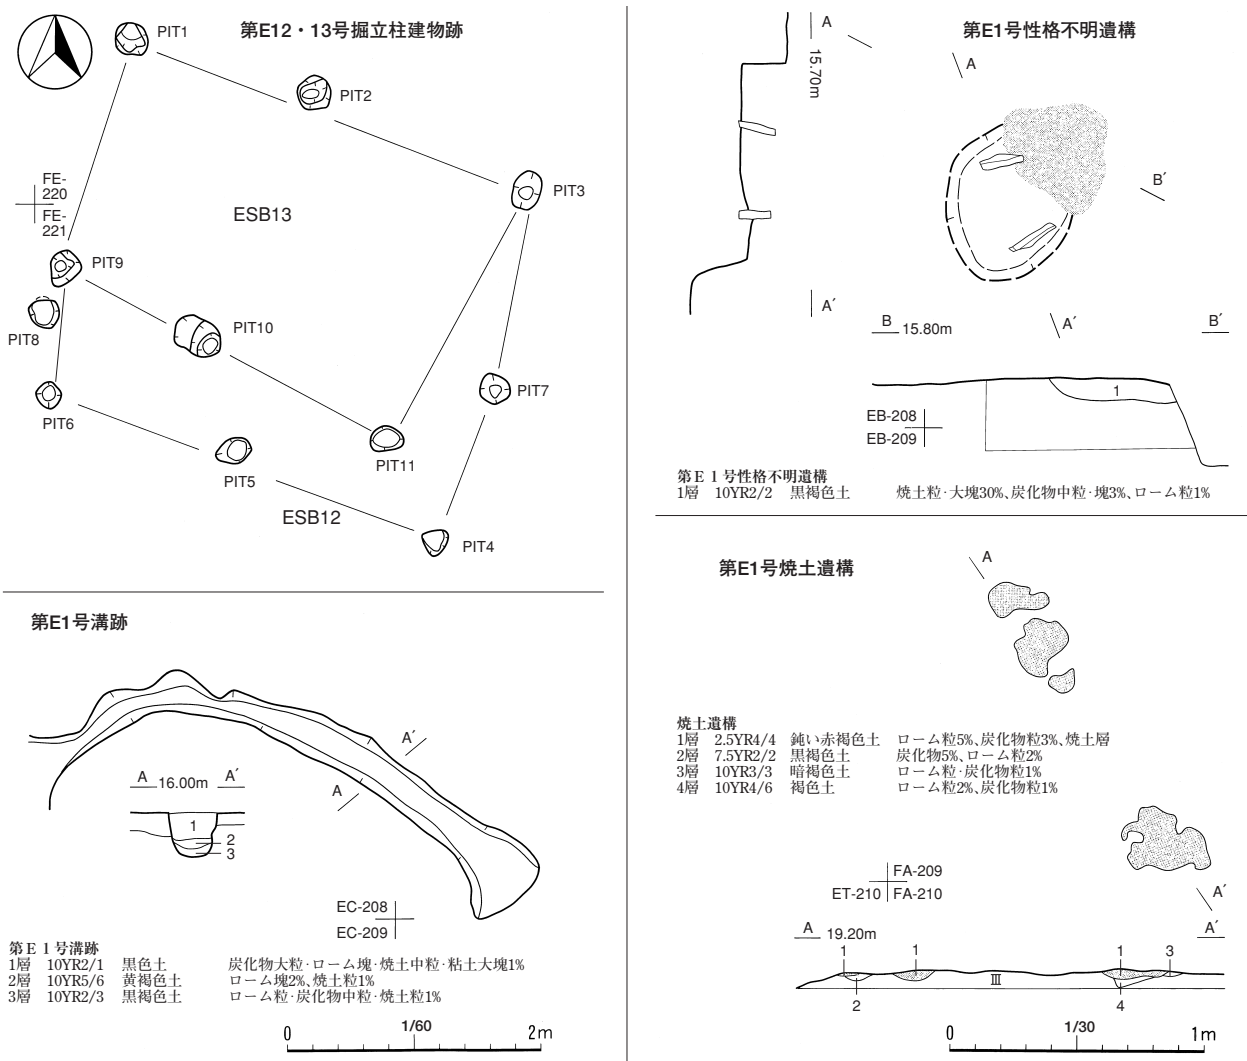 第E12・13号掘立柱建物跡
PIT1
PIT2
PIT3
FE-
220
FE-
221
ESB13
PIT9
PIT8
PIT10
PIT7
PIT6
PIT11
PIT5
ESB12
PIT4
第E1号溝跡
A 16.00m A′
A′
A
1
2
3
EC-208
EC-209
第E1号溝跡
1層 10YR2/1 黒色土 炭化物大粒·ローム塊·焼土中粒·粘土大塊1%
2層 10YR5/6 黄褐色土 ローム塊2%､焼土粒1%
3層 10YR2/3 黒褐色土 ローム粒·炭化物中粒·焼土粒1%
0 1/60 2m
第E1号性格不明遺構
A
15.70m
A′
A
B′
A′
B 15.80m B′
1
EB-208
EB-209
第E1号性格不明遺構
1層 10YR2/2 黒褐色土 焼土粒·大塊30%､炭化物中粒·塊3%､ローム粒1%
第E1号焼土遺構
A
焼土遺構
1層 2.5YR4/4 鈍い赤褐色土 ローム粒5%､炭化物粒3%､焼土層
2層 7.5YR2/2 黒褐色土 炭化物5%､ローム粒2%
3層 10YR3/3 暗褐色土 ローム粒·炭化物粒1%
4層 10YR4/6 褐色土 ローム粒2%､炭化物粒1%
FA-209
ET-210 FA-210
A′
A 19.20m A′
1 1 1 3
Ⅲ
2 4
0 1/30 1m